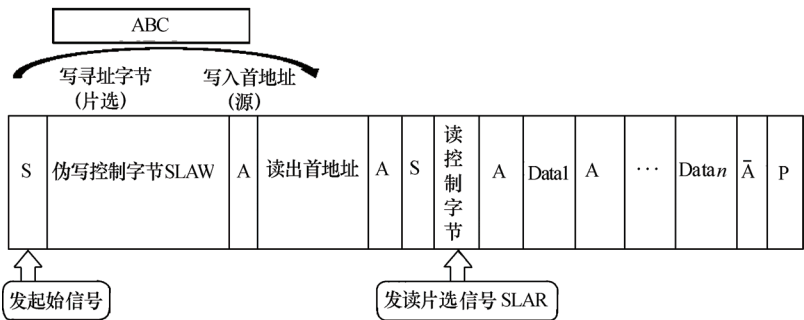 ABC
写寻址字节
(片选)
写入首地址
(源)
S
伪写控制字节SLAW
A
读出首地址
A
S
读控制字节
A
Data1
A
···
Datan
Ā
P
发起始信号
发读片选信号 SLAR